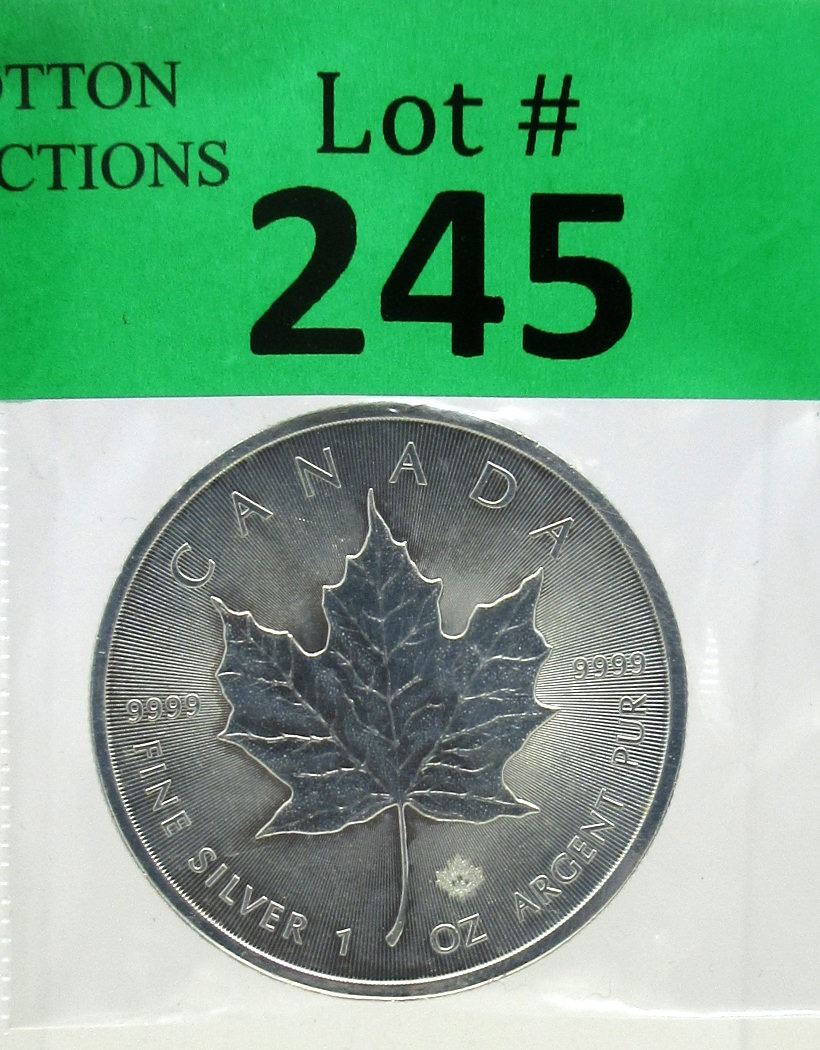 OTTON
CTIONS
Lot #
245
CANADA
9999
9999
FINE SILVER 1 OZ ARGENT PUR